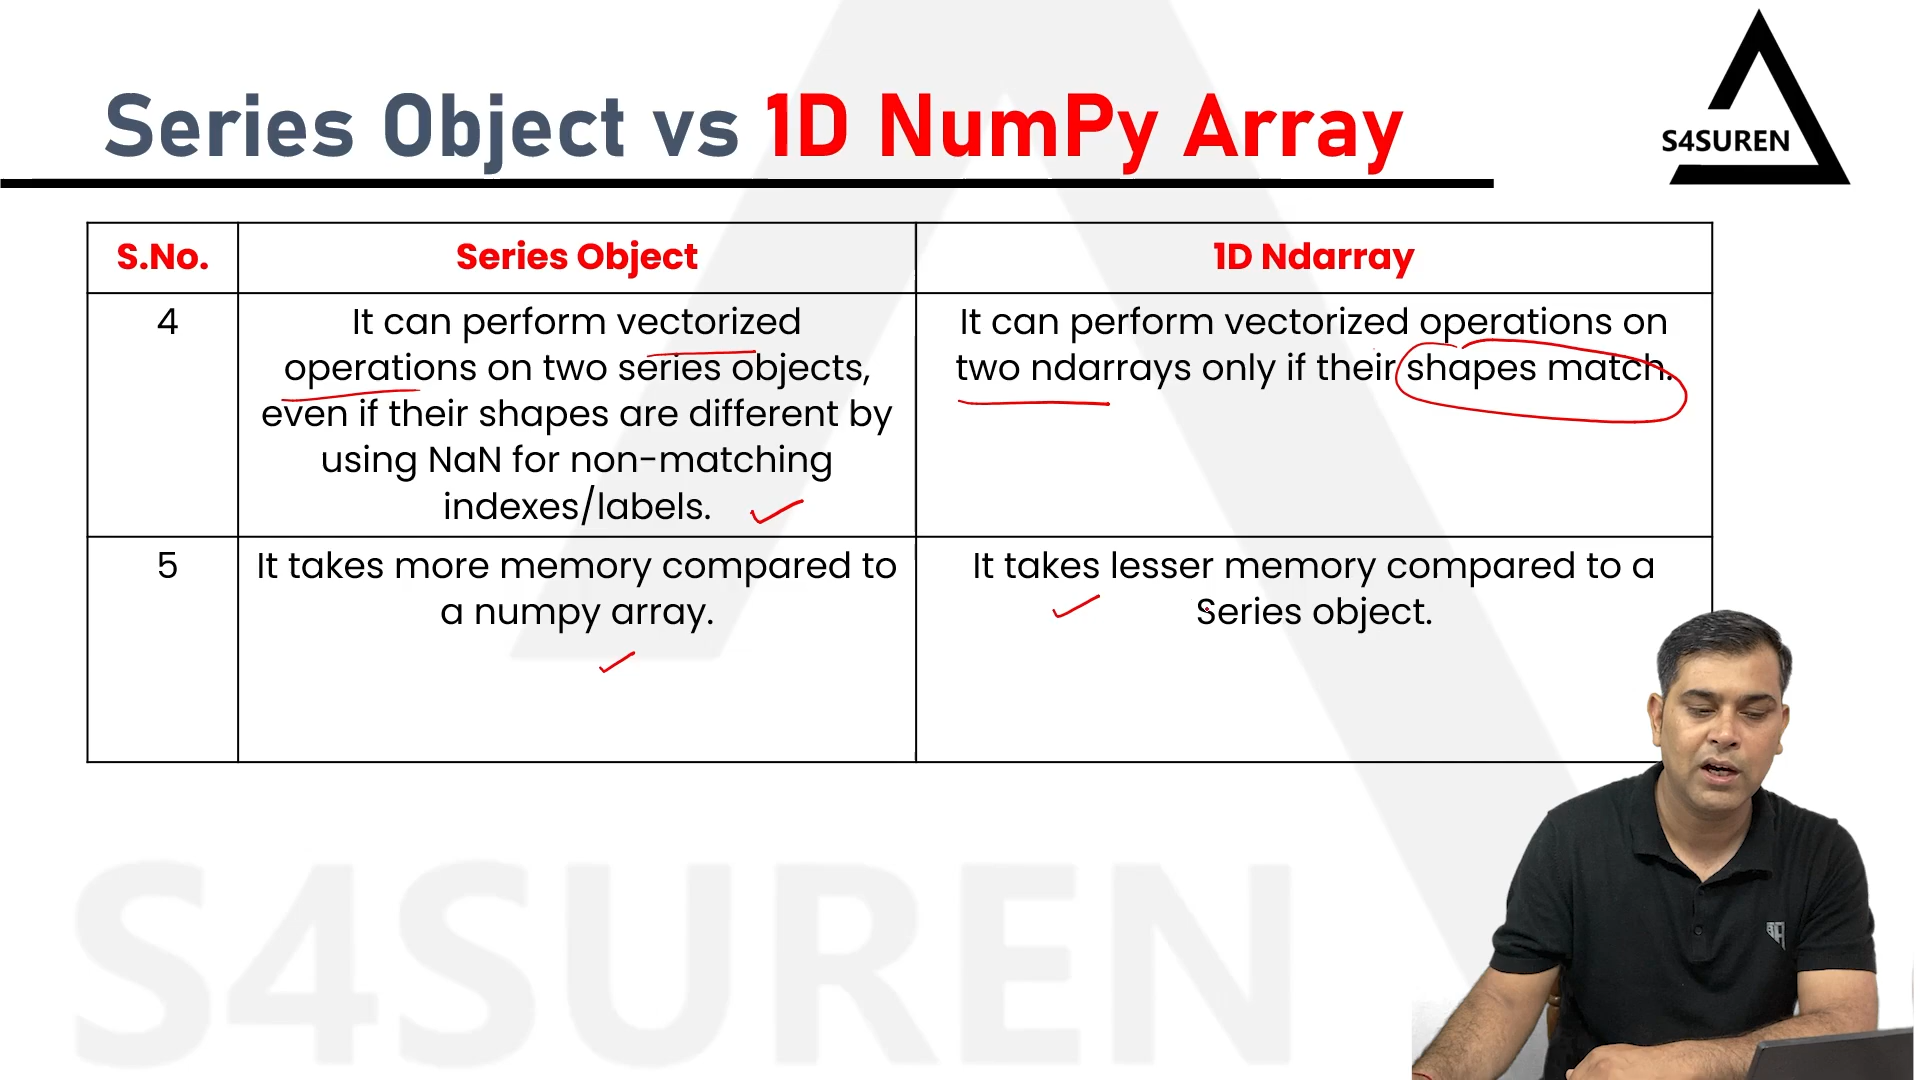 Series Object vs 1D NumPy Array
S4SUREN
S.No.
Series Object
1D Ndarray
4
It can perform vectorized
operations on two series objects,
even if their shapes are different by
using NaN for non-matching
indexes/labels.
It can perform vectorized operations on
two ndarrays only if their shapes match.
5
It takes more memory compared to
a numpy array.
It takes lesser memory compared to a
Series object.
S4SUREN